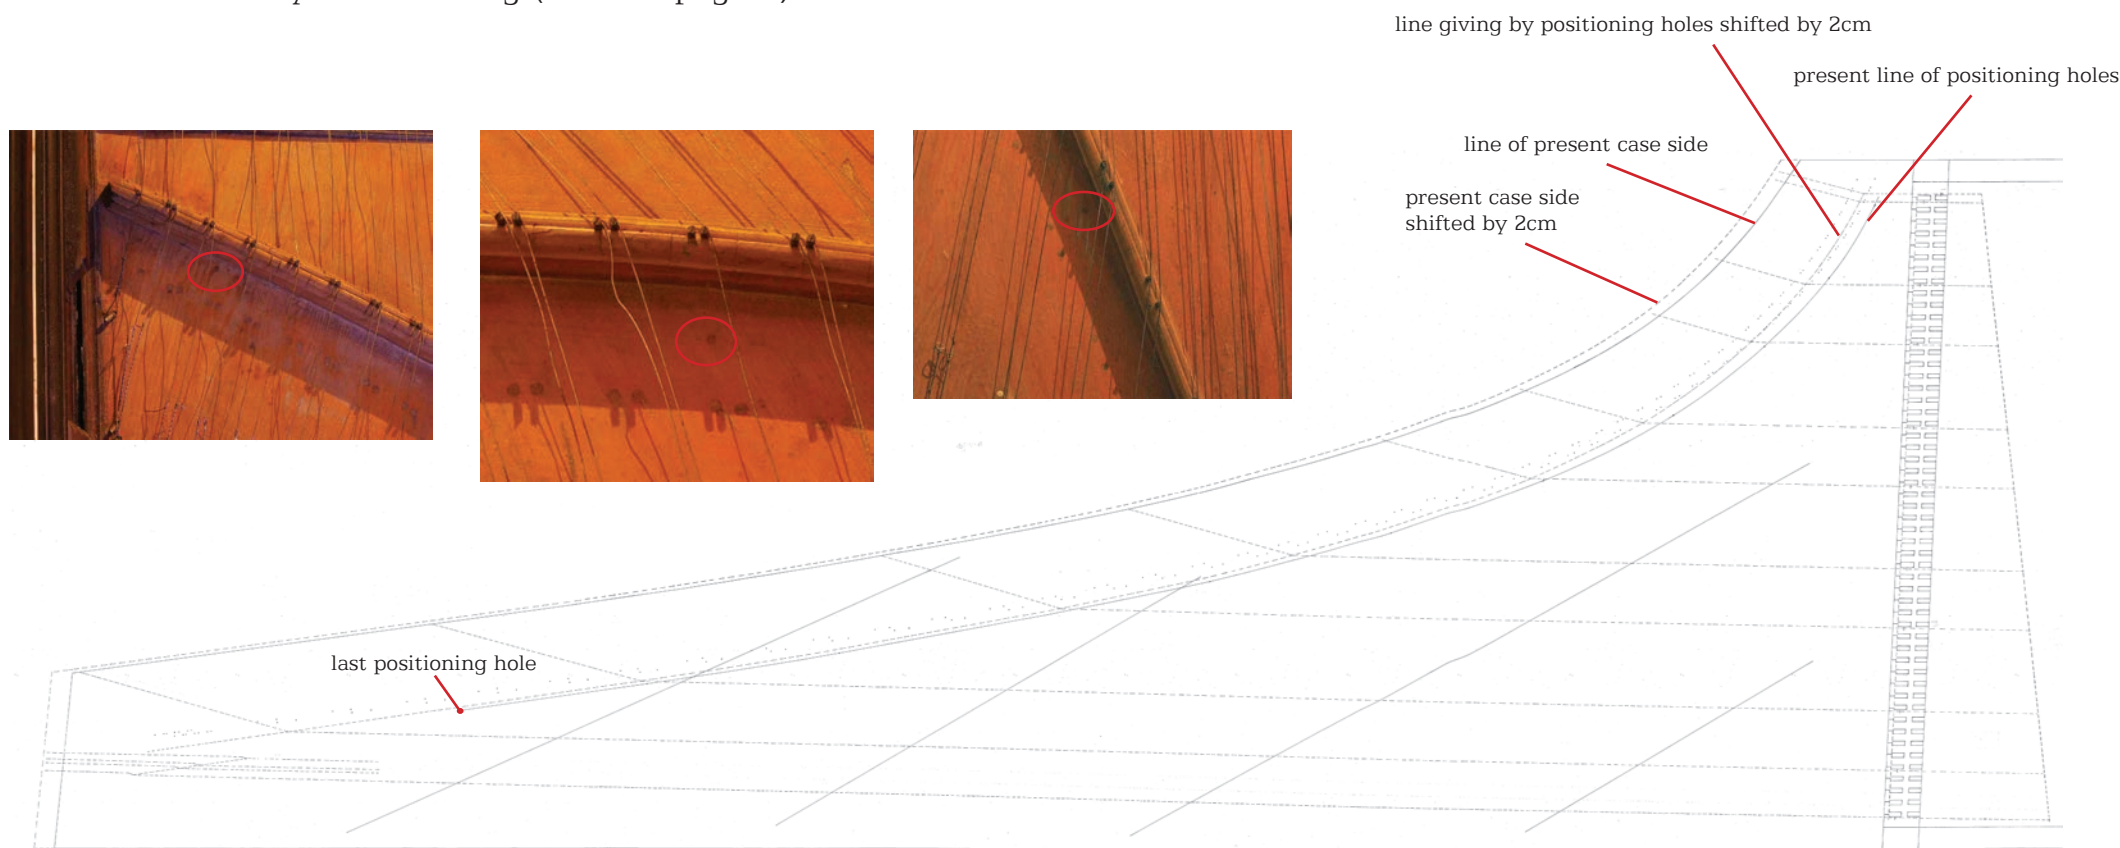 line giving by positioning holes shifted by 2cm
present line of positioning holes
line of present case side
present case side
shifted by 2cm
last positioning hole